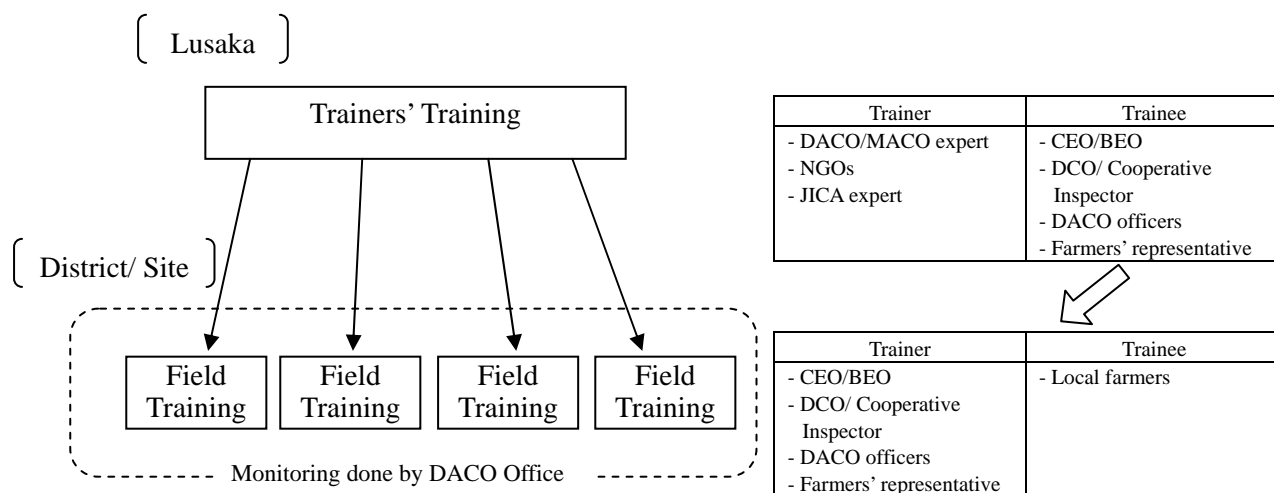 Lusaka
Trainers’ Training
District/ Site
Field
Training
Field
Training
Field
Training
Field
Training
Monitoring done by DACO Office
Trainer
Trainee
- DACO/MACO expert
- NGOs
- JICA expert
- CEO/BEO
- DCO/ Cooperative
Inspector
- DACO officers
- Farmers’ representative
Trainer
Trainee
- CEO/BEO
- DCO/ Cooperative
Inspector
- DACO officers
- Farmers’ representative
- Local farmers